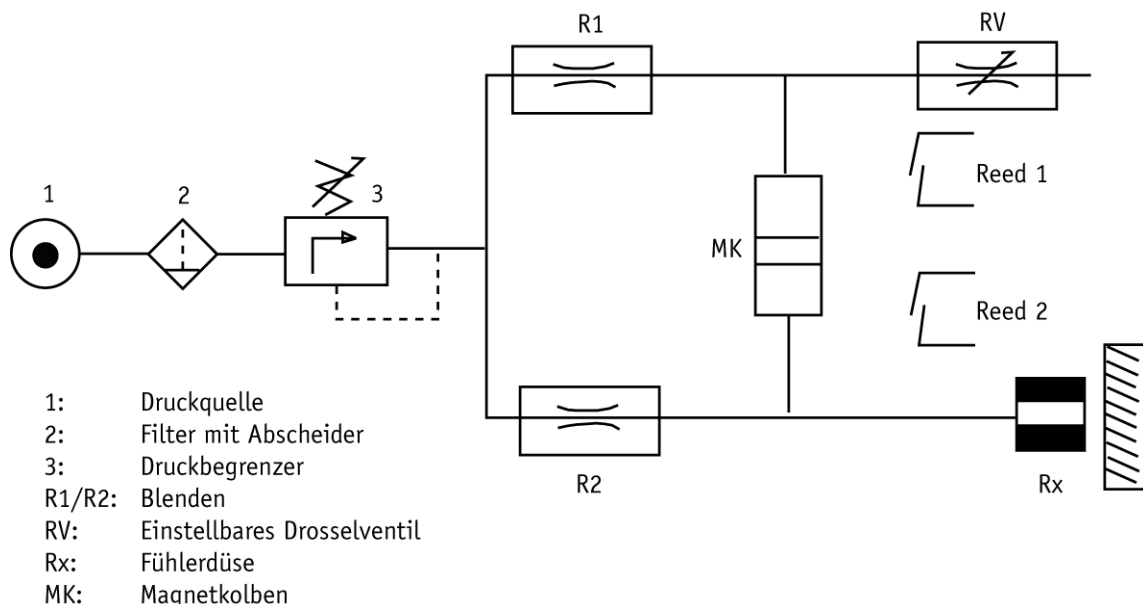 R1
RV
1
2
3
Reed 1
MK
Reed 2
R2
Rx
1: Druckquelle
2: Filter mit Abscheider
3: Druckbegrenzer
R1/R2: Blenden
RV: Einstellbares Drosselventil
Rx: Fühlerdüse
MK: Magnetkolben